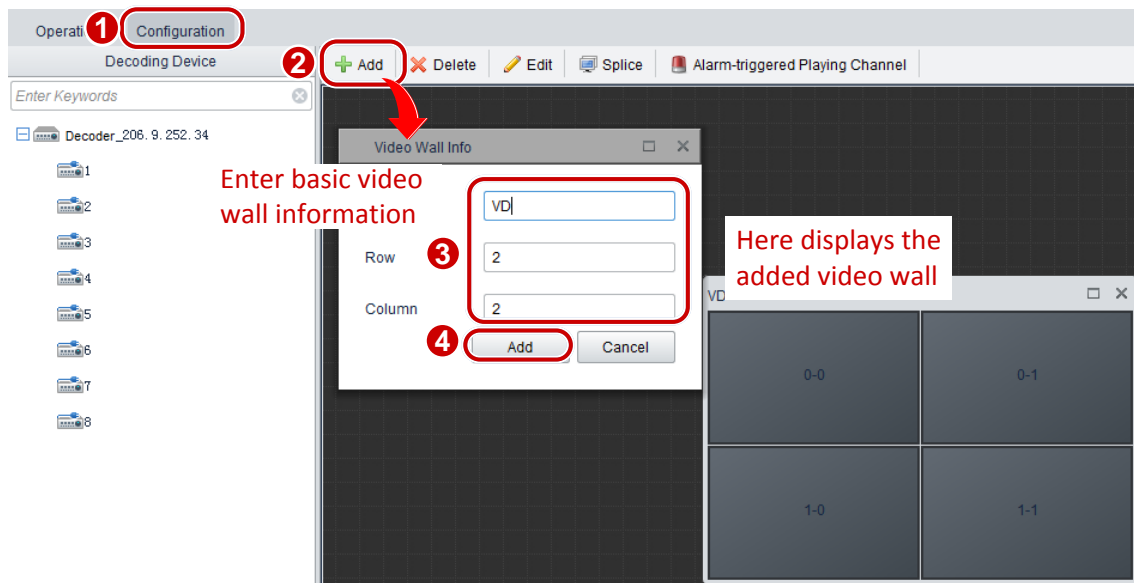 1 Operati Configuration
Decoding Device
2 Add Delete Edit Splice Alarm-triggered Playing Channel
Enter Keywords
Decoder_206.9.252.34
1
2
3
4
5
6
7
8
Video Wall Info
Enter basic video
wall information
VD
Row 3 2
Column 2
4 Add Cancel
Here displays the
added video wall
VD
0-0 0-1
1-0 1-1